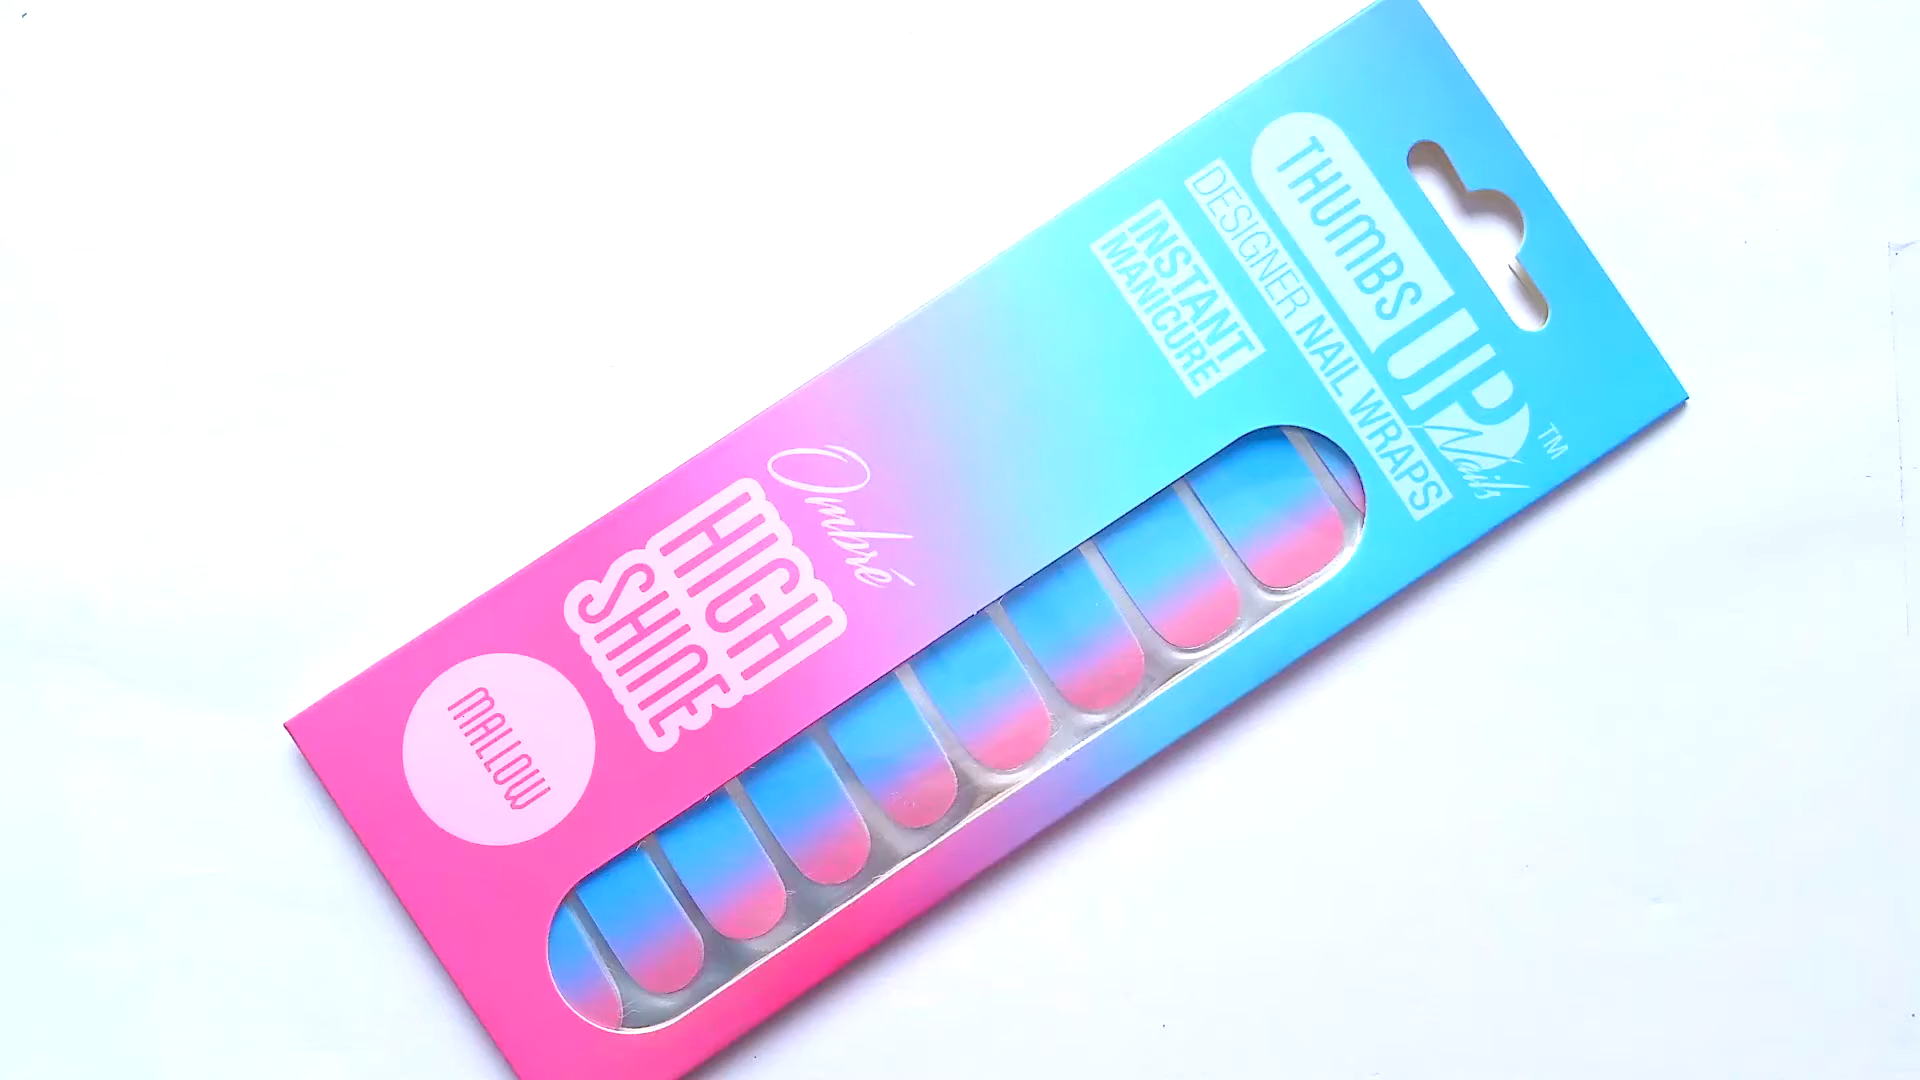 THUMBS
UP
Nails
TM
DESIGNER NAIL WRAPS
INSTANT
MANICURE
Ombré
HIGH
SHINE
MALLOW